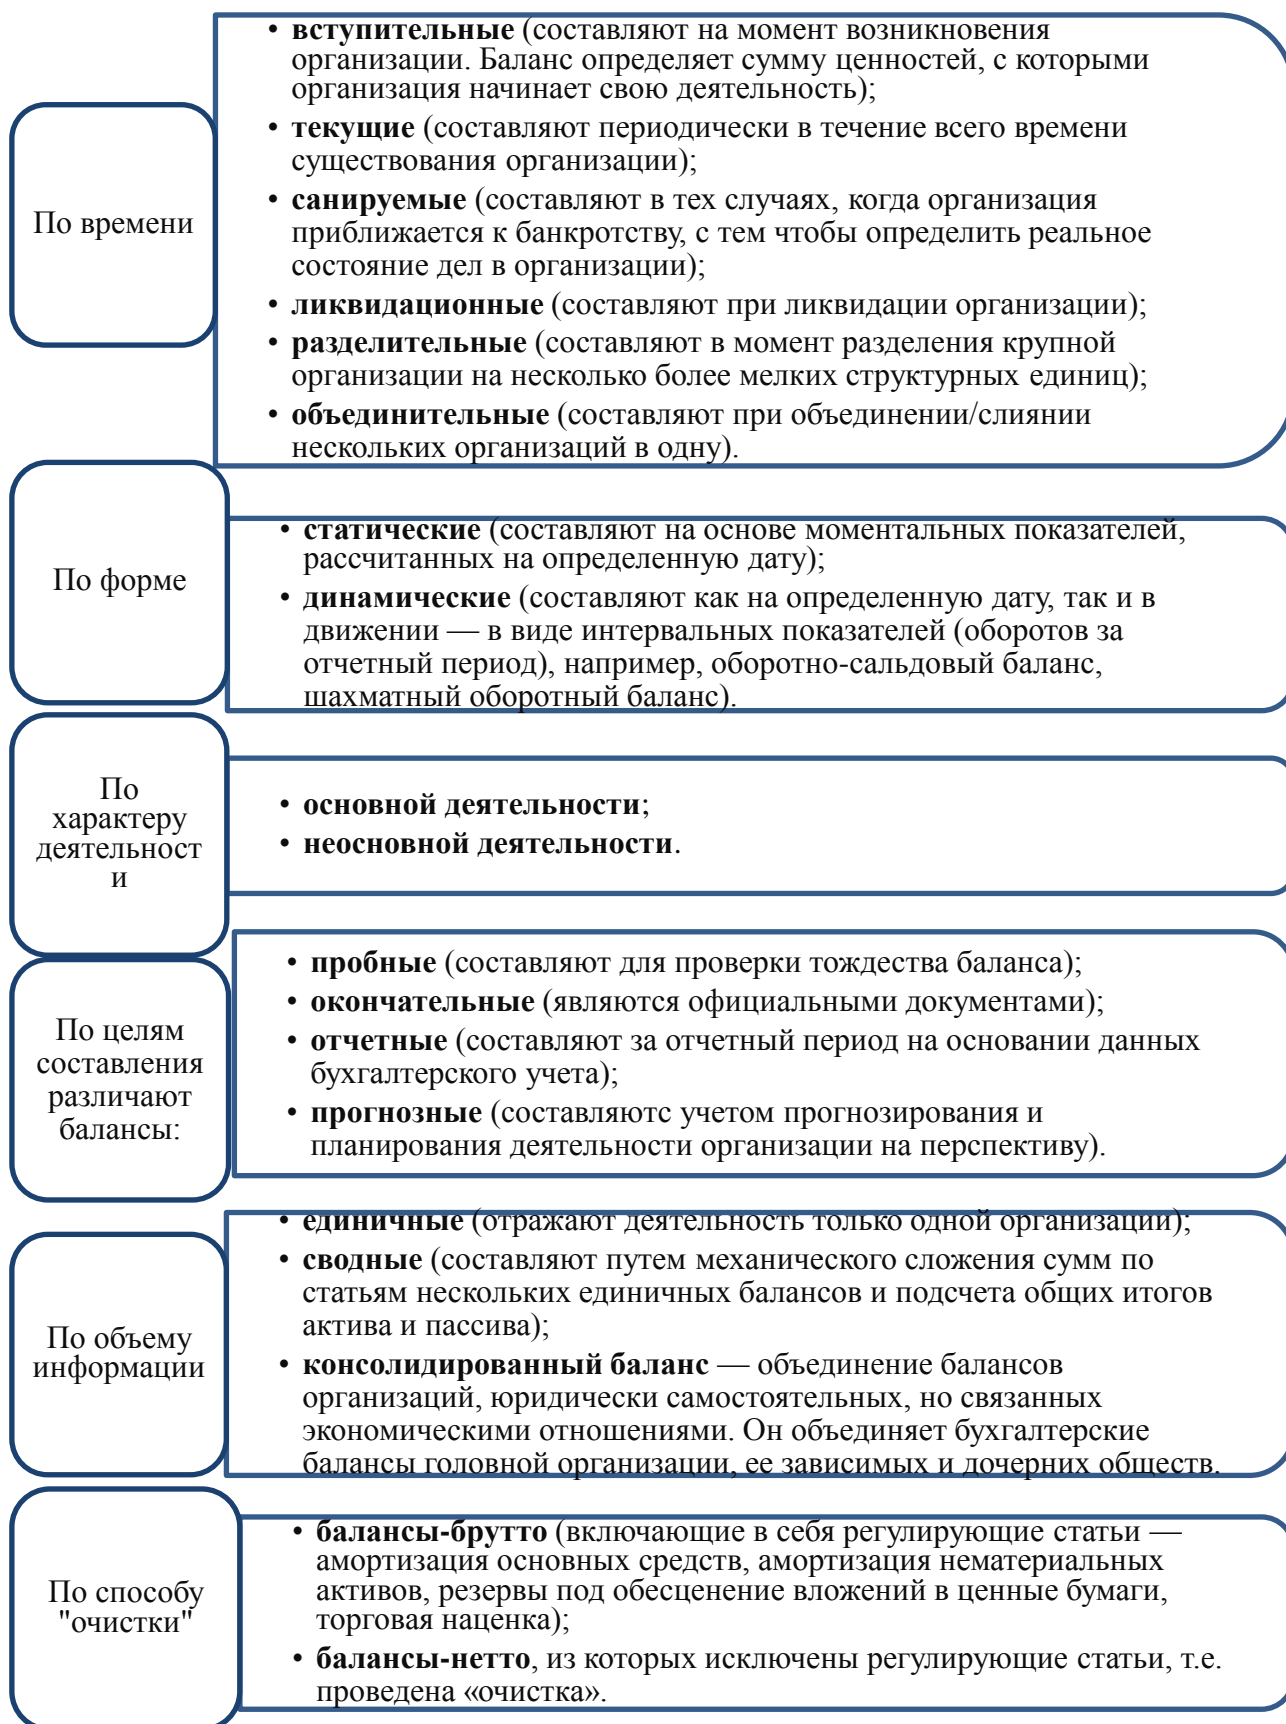 По времени
• вступительные (составляют на момент возникновения
организации. Баланс определяет сумму ценностей, с которыми
организация начинает свою деятельность);
• текущие (составляют периодически в течение всего времени
существования организации);
• санируемые (составляют в тех случаях, когда организация
приближается к банкротству, с тем чтобы определить реальное
состояние дел в организации);
• ликвидационные (составляют при ликвидации организации);
• разделительные (составляют в момент разделения крупной
организации на несколько более мелких структурных единиц);
• объединительные (составляют при объединении/слиянии
нескольких организаций в одну).
По форме
• статические (составляют на основе моментальных показателей,
рассчитанных на определенную дату);
• динамические (составляют как на определенную дату, так и в
движении — в виде интервальных показателей (оборотов за
отчетный период), например, оборотно-сальдовый баланс,
шахматный оборотный баланс).
По
характеру
деятельност
и
• основной деятельности;
• неосновной деятельности.
По целям
составления
различают
балансы:
• пробные (составляют для проверки тождества баланса);
• окончательные (являются официальными документами);
• отчетные (составляют за отчетный период на основании данных
бухгалтерского учета);
• прогнозные (составляютс учетом прогнозирования и
планирования деятельности организации на перспективу).
По объему
информации
• единичные (отражают деятельность только одной организации);
• сводные (составляют путем механического сложения сумм по
статьям нескольких единичных балансов и подсчета общих итогов
актива и пассива);
• консолидированный баланс — объединение балансов
организаций, юридически самостоятельных, но связанных
экономическими отношениями. Он объединяет бухгалтерские
балансы головной организации, ее зависимых и дочерних обществ.
По способу
"очистки"
• балансы-брутто (включающие в себя регулирующие статьи —
амортизация основных средств, амортизация нематериальных
активов, резервы под обесценение вложений в ценные бумаги,
торговая наценка);
• балансы-нетто, из которых исключены регулирующие статьи, т.е.
проведена «очистка».